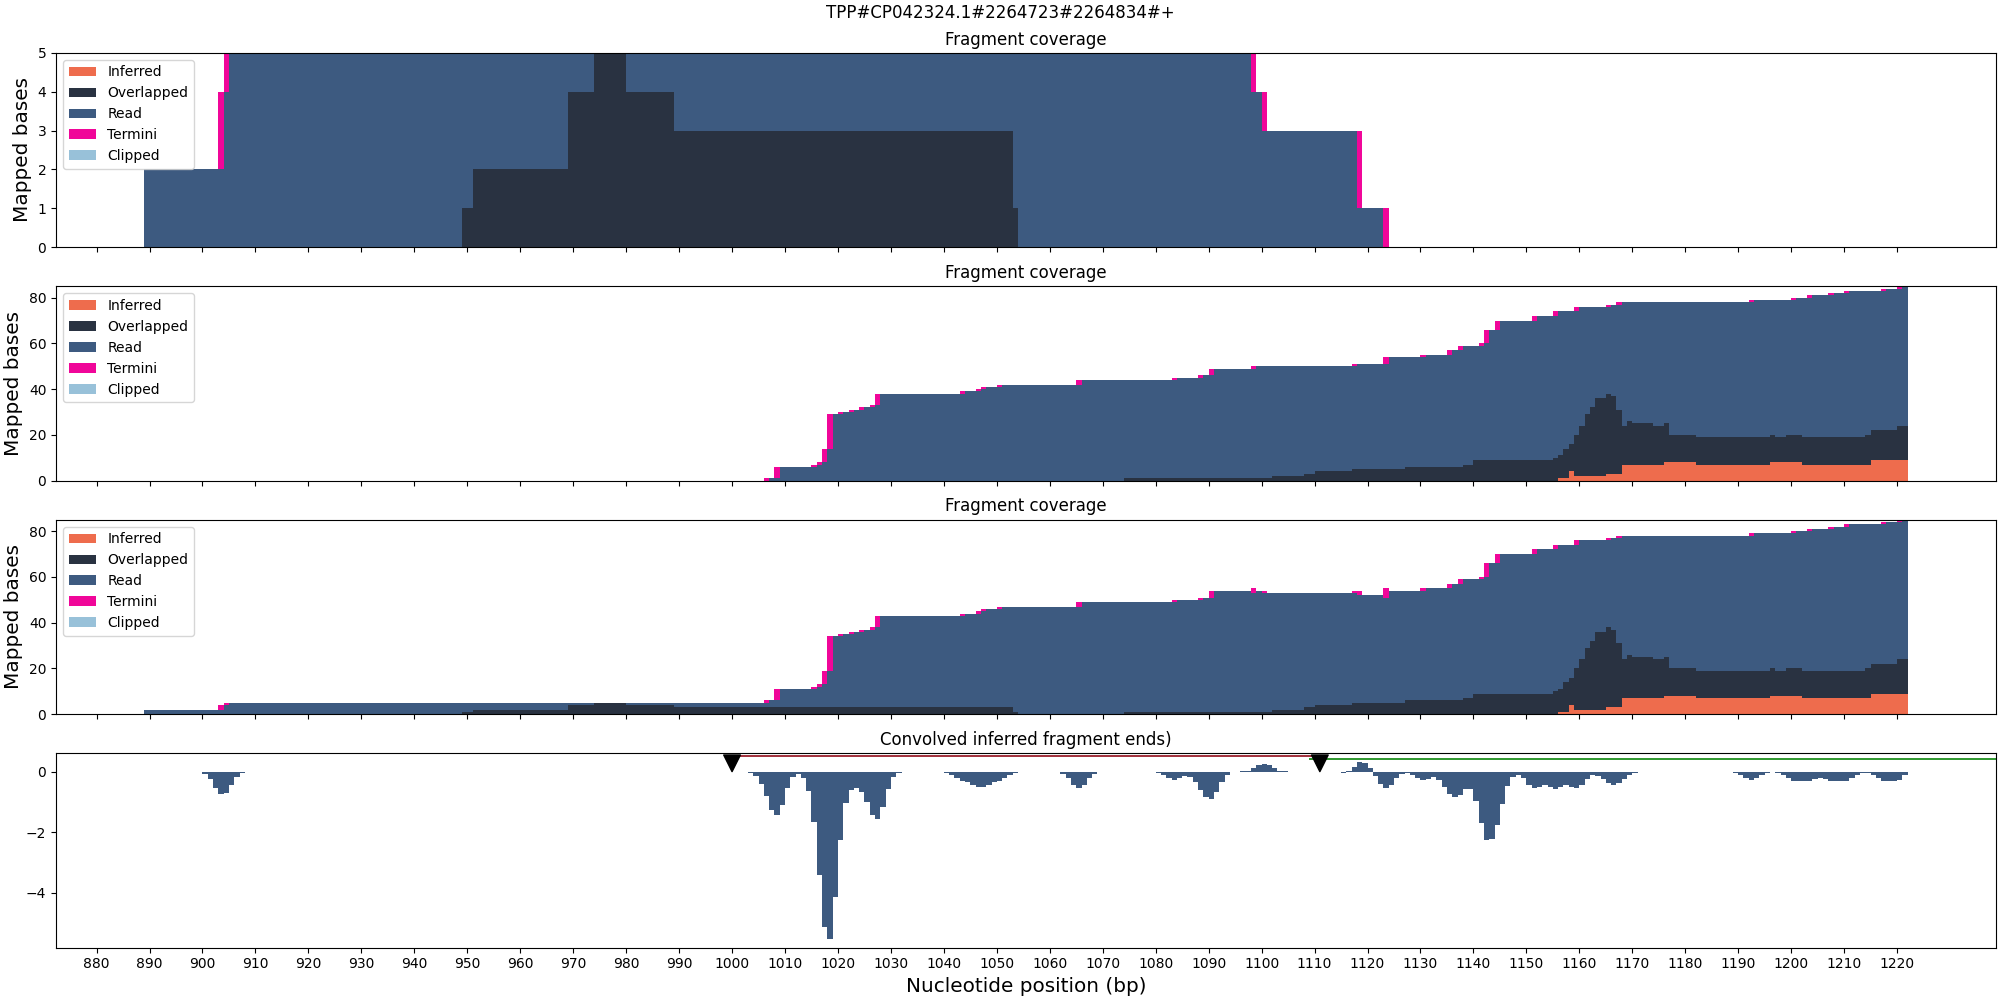 TPP#CP042324.1#2264723#2264834#+
Fragment coverage
Mapped bases
5
4
3
2
1
0
Inferred
Overlapped
Read
Termini
Clipped
Fragment coverage
Mapped bases
80
60
40
20
0
Inferred
Overlapped
Read
Termini
Clipped
Fragment coverage
Mapped bases
80
60
40
20
0
Inferred
Overlapped
Read
Termini
Clipped
Convolved inferred fragment ends)
0
−2
−4
880 890 900 910 920 930 940 950 960 970 980 990 1000 1010 1020 1030 1040 1050 1060 1070 1080 1090 1100 1110 1120 1130 1140 1150 1160 1170 1180 1190 1200 1210 1220
Nucleotide position (bp)